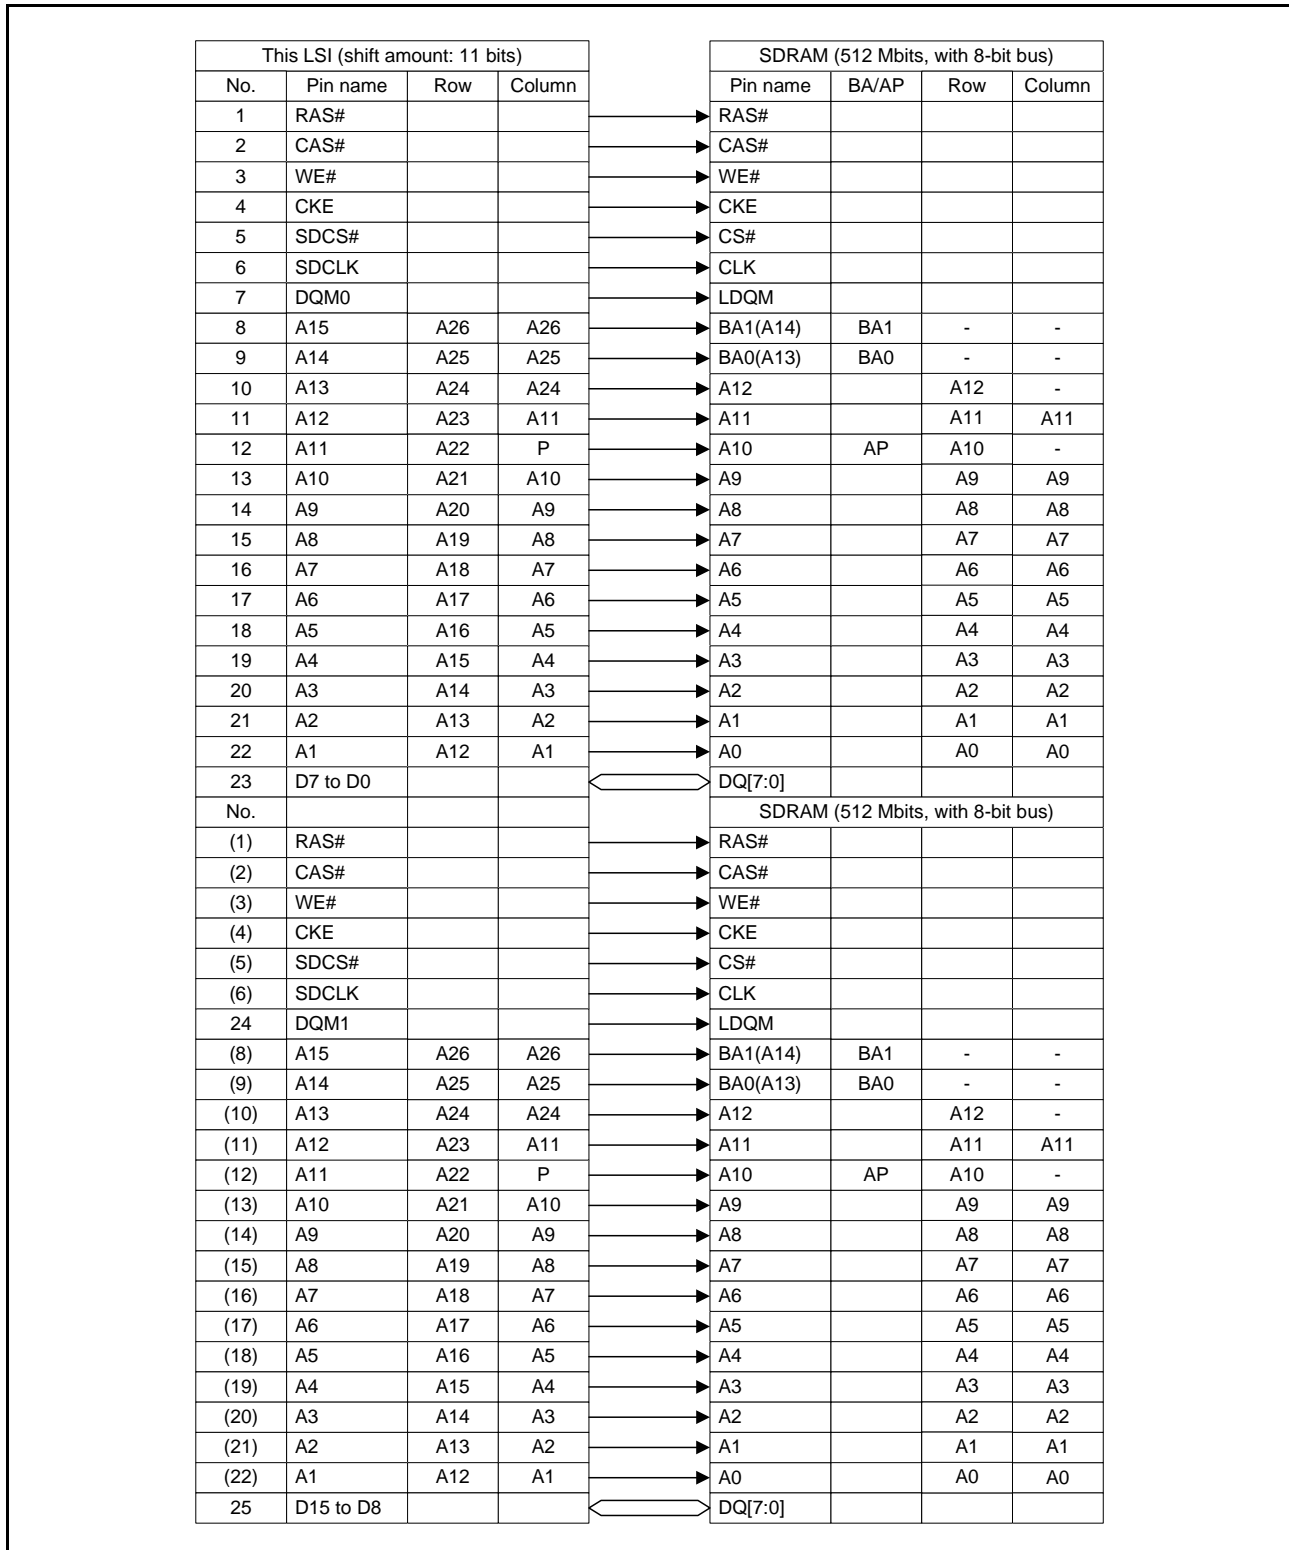 This LSI (shift amount: 11 bits) SDRAM (512 Mbits, with 8-bit bus)
No. Pin name Row Column Pin name BA/AP Row Column
1 RAS# RAS#
2 CAS# CAS#
3 WE# WE#
4 CKE CKE
5 SDCS# CS#
6 SDCLK CLK
7 DQM0 LDQM
8 A15 A26 A26 BA1(A14) BA1 - -
9 A14 A25 A25 BA0(A13) BA0 - -
10 A13 A24 A24 A12 A12 -
11 A12 A23 A11 A11 A11 A11
12 A11 A22 P A10 AP A10 -
13 A10 A21 A10 A9 A9 A9
14 A9 A20 A9 A8 A8 A8
15 A8 A19 A8 A7 A7 A7
16 A7 A18 A7 A6 A6 A6
17 A6 A17 A6 A5 A5 A5
18 A5 A16 A5 A4 A4 A4
19 A4 A15 A4 A3 A3 A3
20 A3 A14 A3 A2 A2 A2
21 A2 A13 A2 A1 A1 A1
22 A1 A12 A1 A0 A0 A0
23 D7 to D0 DQ[7:0]
No. SDRAM (512 Mbits, with 8-bit bus)
(1) RAS# RAS#
(2) CAS# CAS#
(3) WE# WE#
(4) CKE CKE
(5) SDCS# CS#
(6) SDCLK CLK
24 DQM1 LDQM
(8) A15 A26 A26 BA1(A14) BA1 - -
(9) A14 A25 A25 BA0(A13) BA0 - -
(10) A13 A24 A24 A12 A12 -
(11) A12 A23 A11 A11 A11 A11
(12) A11 A22 P A10 AP A10 -
(13) A10 A21 A10 A9 A9 A9
(14) A9 A20 A9 A8 A8 A8
(15) A8 A19 A8 A7 A7 A7
(16) A7 A18 A7 A6 A6 A6
(17) A6 A17 A6 A5 A5 A5
(18) A5 A16 A5 A4 A4 A4
(19) A4 A15 A4 A3 A3 A3
(20) A3 A14 A3 A2 A2 A2
(21) A2 A13 A2 A1 A1 A1
(22) A1 A12 A1 A0 A0 A0
25 D15 to D8 DQ[7:0]